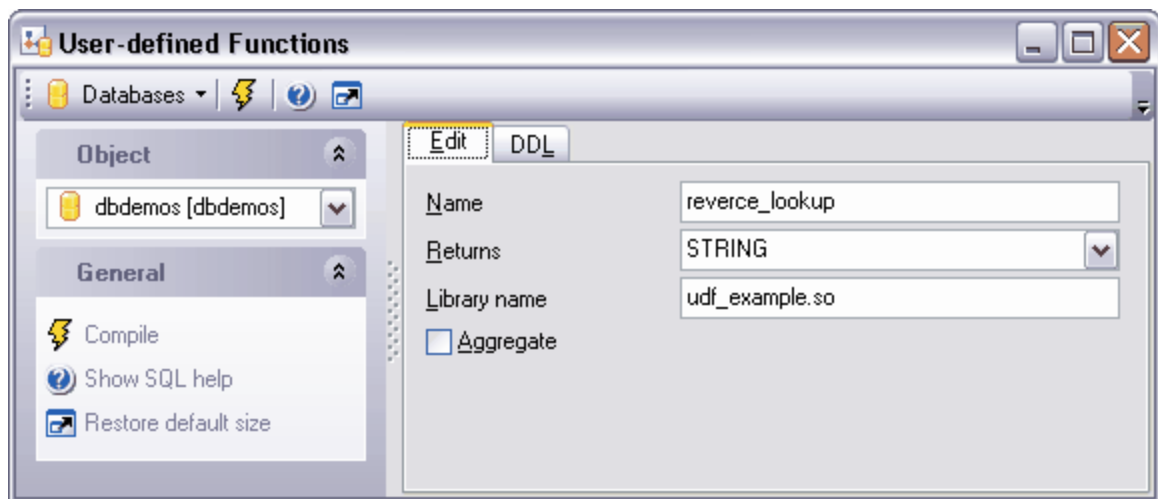 User-defined Functions
Databases
Object
dbdemos [dbdemos]
General
Compile
Show SQL help
Restore default size
Edit DDL
Name reverce_lookup
Returns STRING
Library name udf_example.so
Aggregate